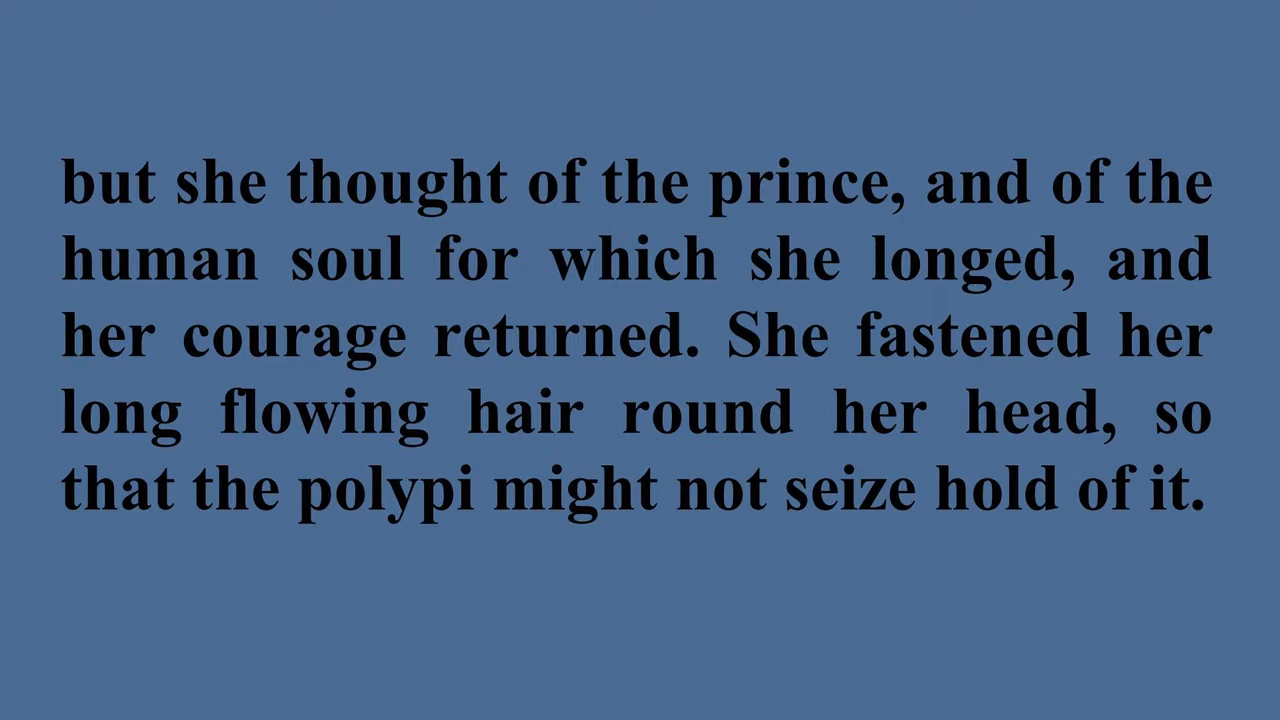 but she thought of the prince, and of the
human soul for which she longed, and
her courage returned. She fastened her
long flowing hair round her head, so
that the polypi might not seize hold of it.